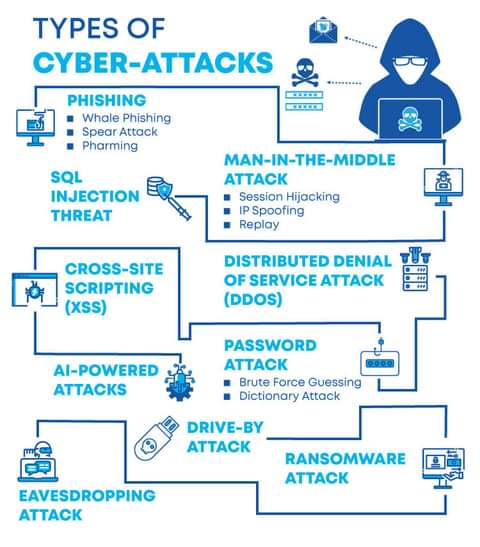 TYPES OF
CYBER-ATTACKS
PHISHING
Whale Phishing
Spear Attack
Pharming
MAN-IN-THE-MIDDLE
ATTACK
Session Hijacking
IP Spoofing
Replay
SQL
INJECTION
THREAT
CROSS-SITE
SCRIPTING
(XSS)
DISTRIBUTED DENIAL
OF SERVICE ATTACK
(DDOS)
AI-POWERED
ATTACKS
PASSWORD
ATTACK
Brute Force Guessing
Dictionary Attack
DRIVE-BY
ATTACK
RANSOMWARE
ATTACK
EAVESDROPPING
ATTACK